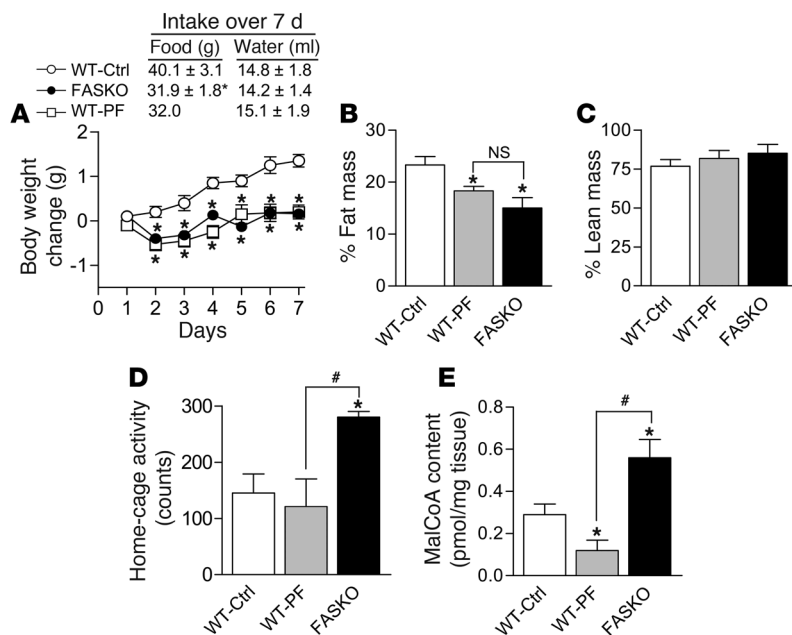 Intake over 7 d
Food (g) Water (ml)
WT-Ctrl 40.1 ± 3.1 14.8 ± 1.8
FASKO 31.9 ± 1.8* 14.2 ± 1.4
WT-PF 32.0 15.1 ± 1.9
A
Body weight
change (g)
2
1
0
-1
* * * * * *
* * * * * *
0 1 2 3 4 5 6 7
Days
B
% Fat mass
30
20
10
0
NS
* *
WT-Ctrl WT-PF FASKO
C
% Lean mass
100
75
50
25
0
WT-Ctrl WT-PF FASKO
D
Home-cage activity
(counts)
300
200
100
0
#
*
WT-Ctrl WT-PF FASKO
E
MalCoA content
(pmol/mg tissue)
0.8
0.6
0.4
0.2
0.0
#
* *
WT-Ctrl WT-PF FASKO